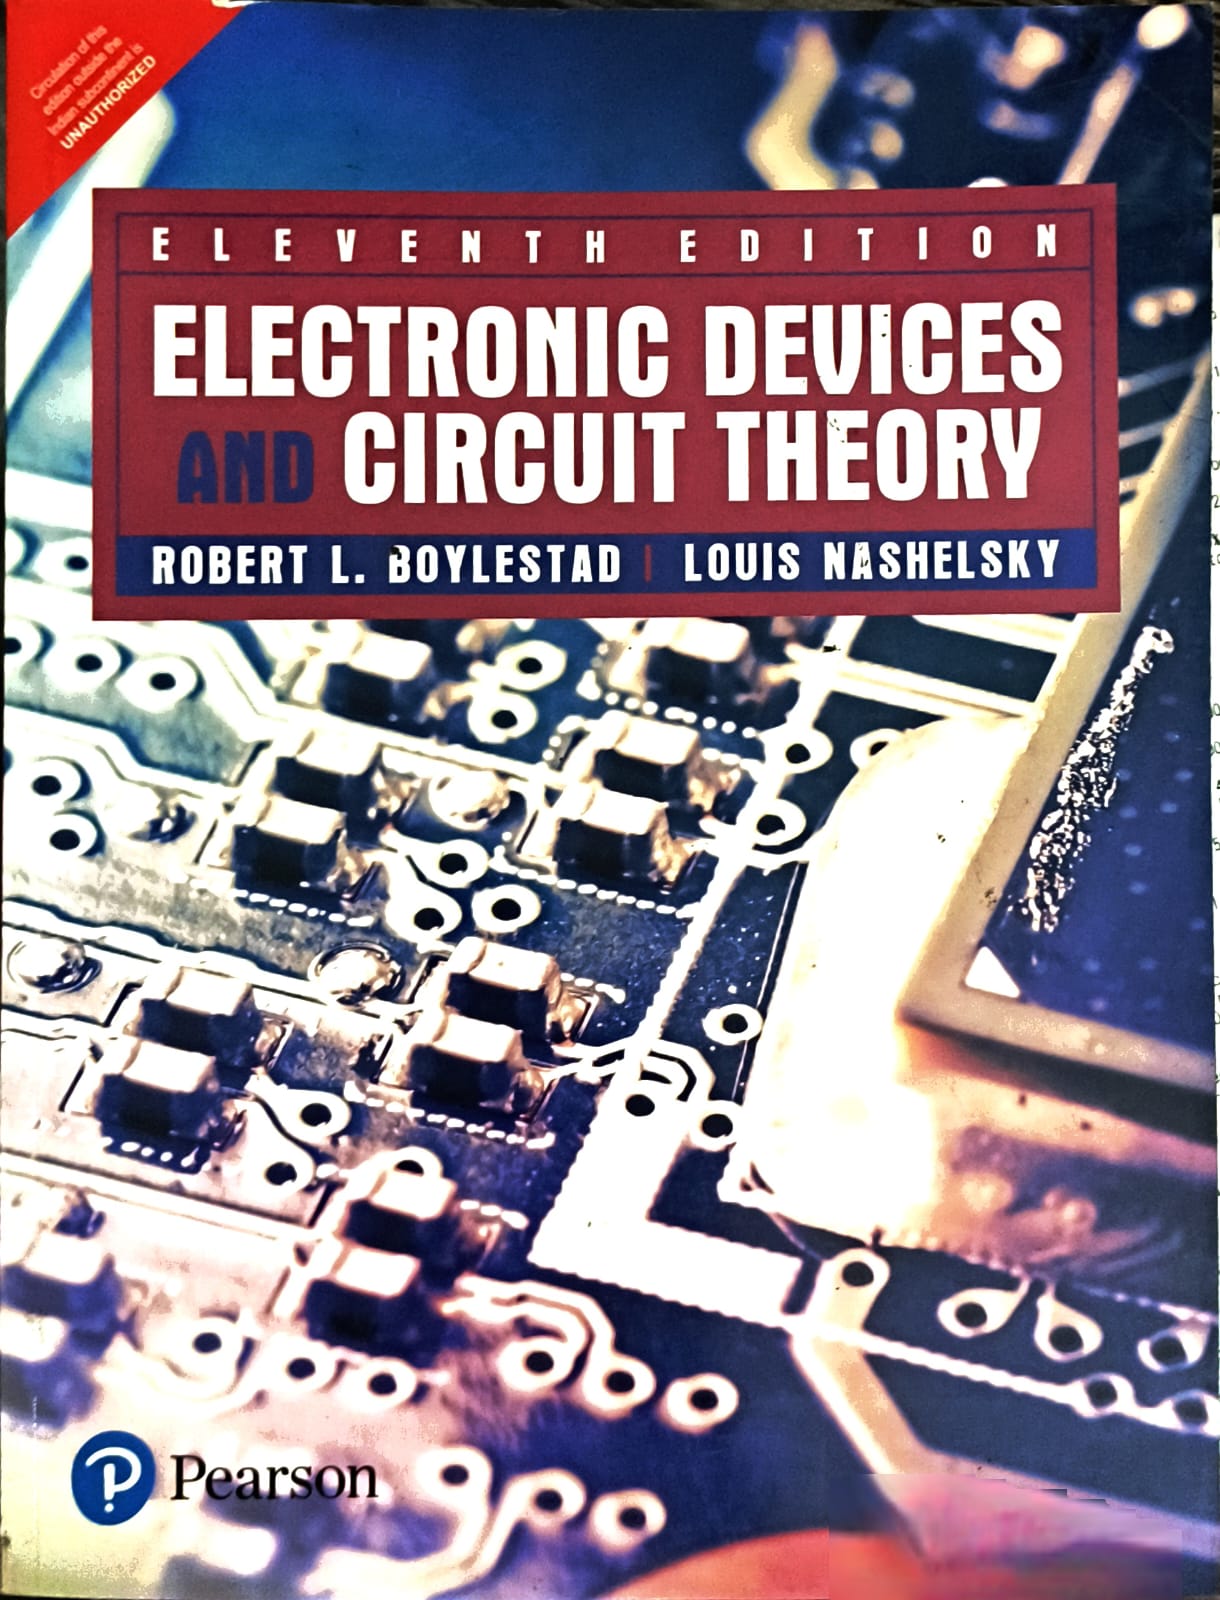 Circulation of this
edition outside the
Indian subcontinent is
UNAUTHORIZED
ELEVENTH EDITION
ELECTRONIC DEVICES
AND CIRCUIT THEORY
ROBERT L. BOYLESTAD | LOUIS NASHELSKY
Pearson